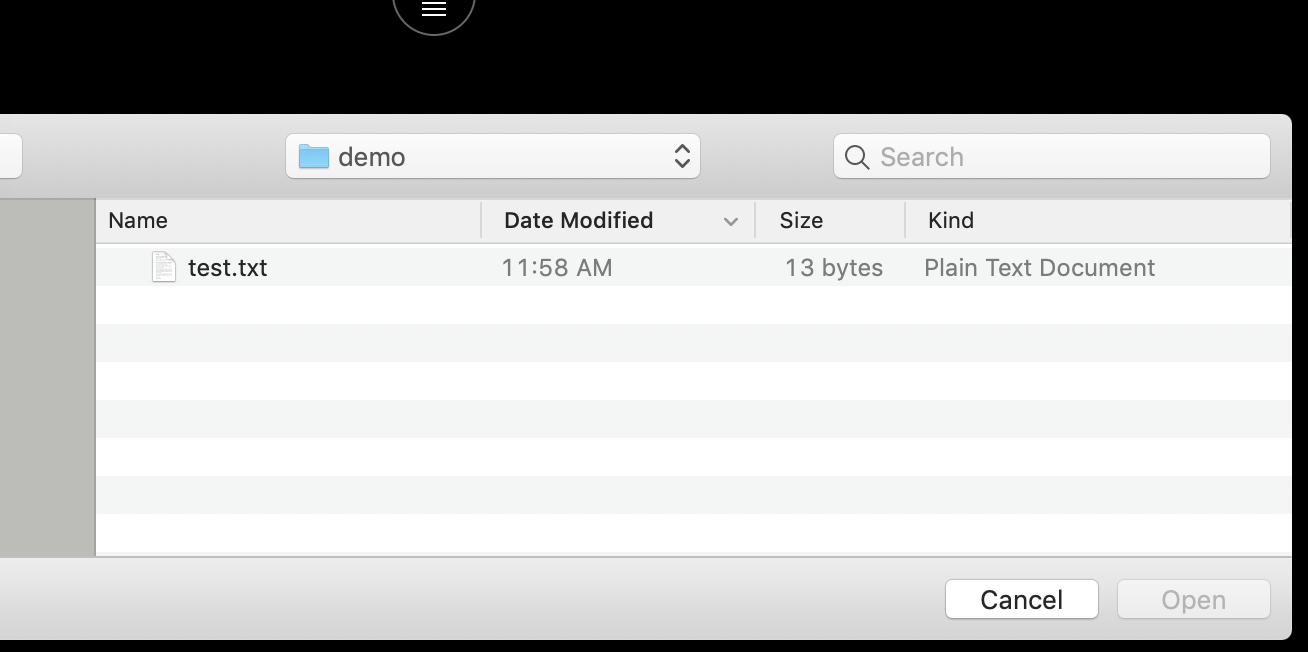 demo
Search
Name Date Modified Size Kind
test.txt 11:58 AM 13 bytes Plain Text Document
Cancel Open